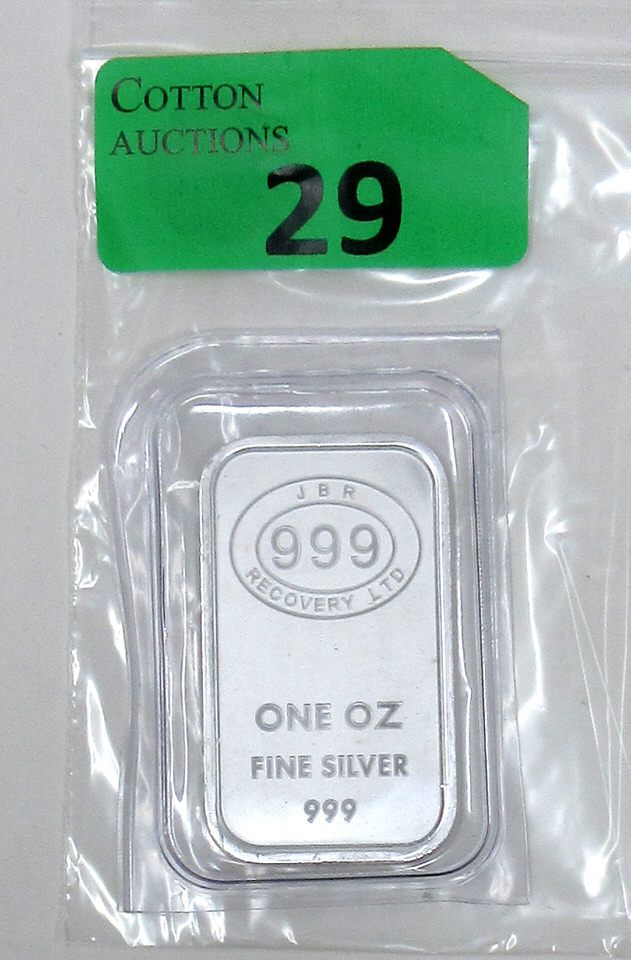 COTTON
AUCTIONS
29
JBR
999
RECOVERY LTD
ONE OZ
FINE SILVER
999